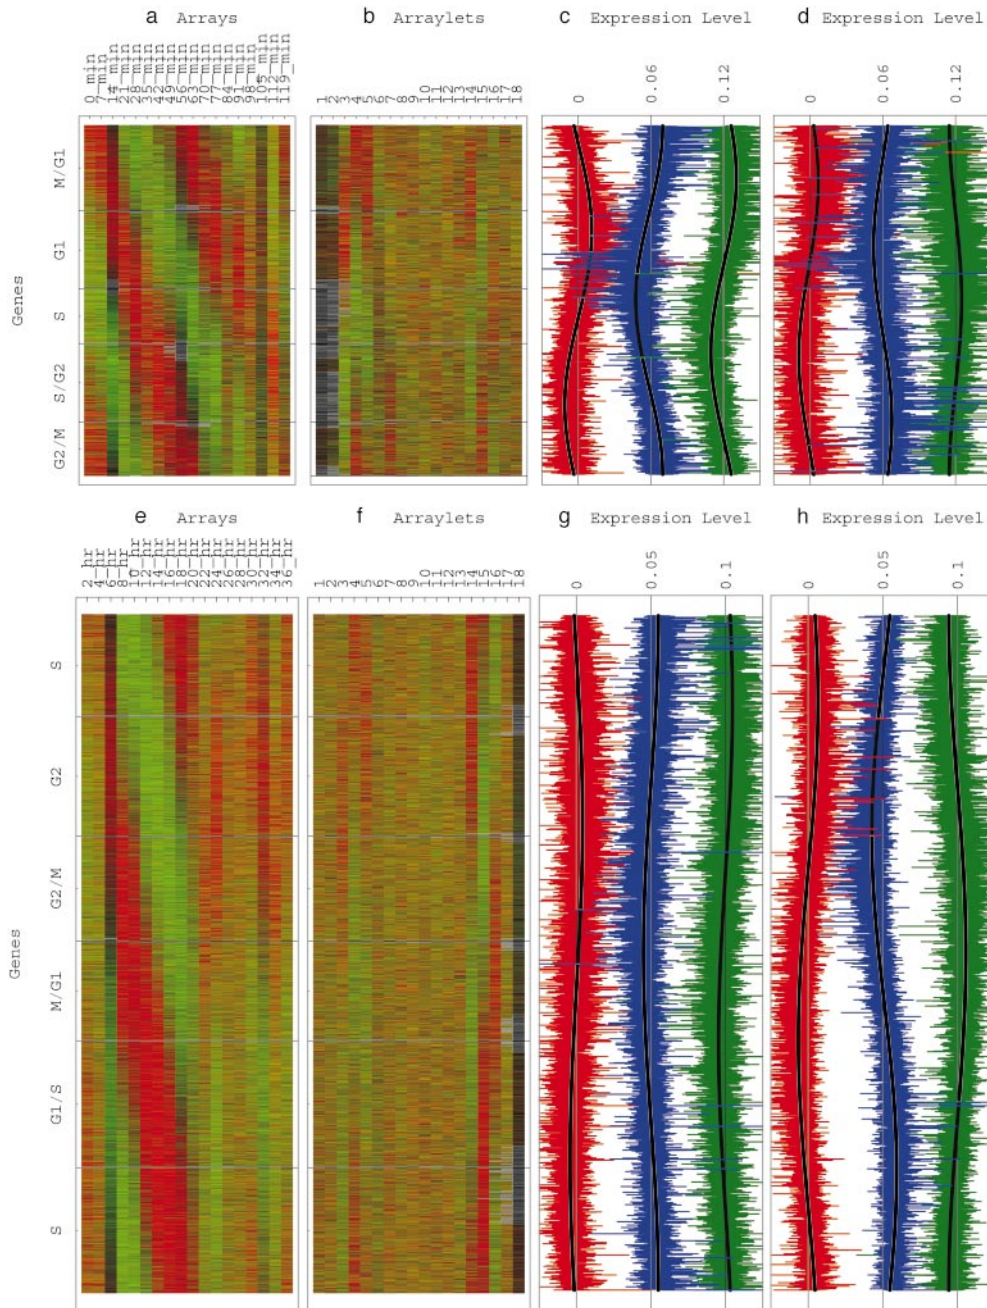 a Arrays
b Arraylets
c Expression Level
d Expression Level
0_min
7_min
14_min
21_min
28_min
35_min
42_min
49_min
56_min
63_min
70_min
77_min
84_min
91_min
98_min
105_min
112_min
119_min
1
2
3
4
5
6
7
8
9
10
11
12
13
14
15
16
17
18
0
0.06
0.12
0
0.06
0.12
Genes
M/G1
G1
S
S/G2
G2/M
e Arrays
f Arraylets
g Expression Level
h Expression Level
2_hr
4_hr
6_hr
8_hr
10_hr
12_hr
14_hr
16_hr
18_hr
20_hr
22_hr
24_hr
26_hr
28_hr
30_hr
32_hr
34_hr
36_hr
1
2
3
4
5
6
7
8
9
10
11
12
13
14
15
16
17
18
0
0.05
0.1
0
0.05
0.1
Genes
S
G2
G2/M
M/G1
G1/S
S